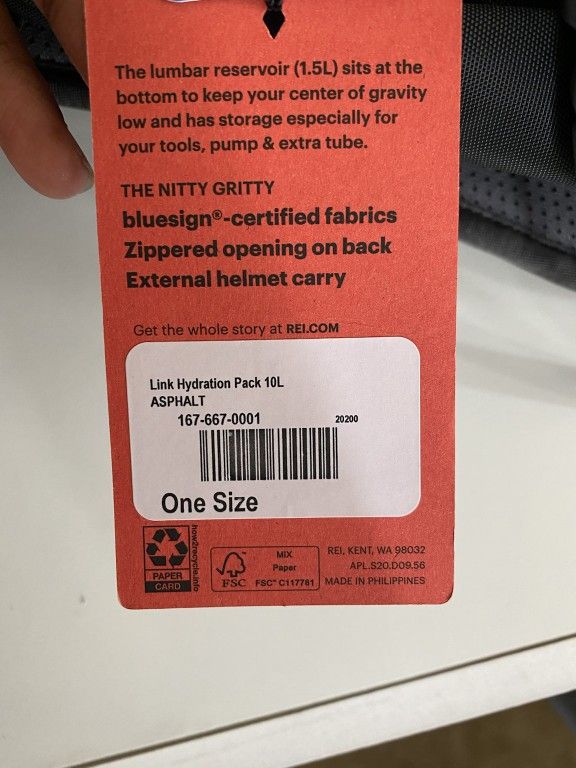 The lumbar reservoir (1.5L) sits at the
bottom to keep your center of gravity
low and has storage especially for
your tools, pump & extra tube.
THE NITTY GRITTY
bluesign®-certified fabrics
Zippered opening on back
External helmet carry
Get the whole story at REI.COM
Link Hydration Pack 10L
ASPHALT
167-667-0001 20200
One Size
PAPER
CARD
how2recycle.info
FSC
MIX
Paper
FSC™ C117781
REI, KENT, WA 98032
APL.S20.D09.56
MADE IN PHILIPPINES